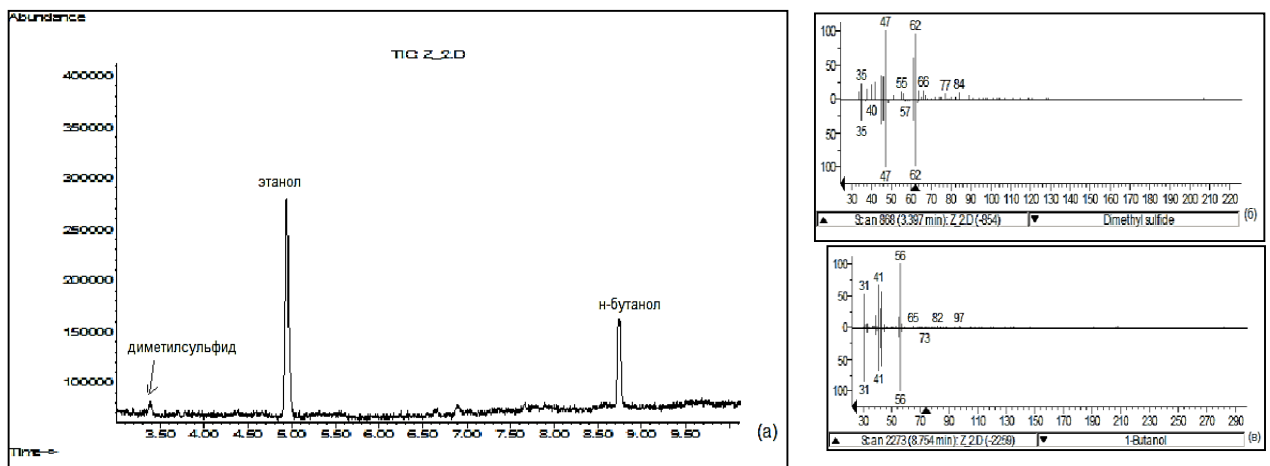 Abundance
TIC: Z_2.D
400000
350000
300000
250000
200000
150000
100000
этанол
н-бутанол
диметилсульфид
3.50 4.00 4.50 5.00 5.50 6.00 6.50 7.00 7.50 8.00 8.50 9.00 9.50
Time-->
(а)
100
50
0
50
100
47 62
35 55 66 77 84
40 57
35
47 62
30 40 50 60 70 80 90 100 110 120 130 140 150 160 170 180 190 200 210 220
(б)
Scan 868 (3.397 min): Z_2.D (-854) Dimethyl sulfide
100
50
0
50
100
56
41
31
65 82 97
73
31 41
56
30 50 70 90 110 130 150 170 190 210 230 250 270 290
(в)
Scan 2273 (8.754 min): Z_2.D (-2259) 1-Butanol